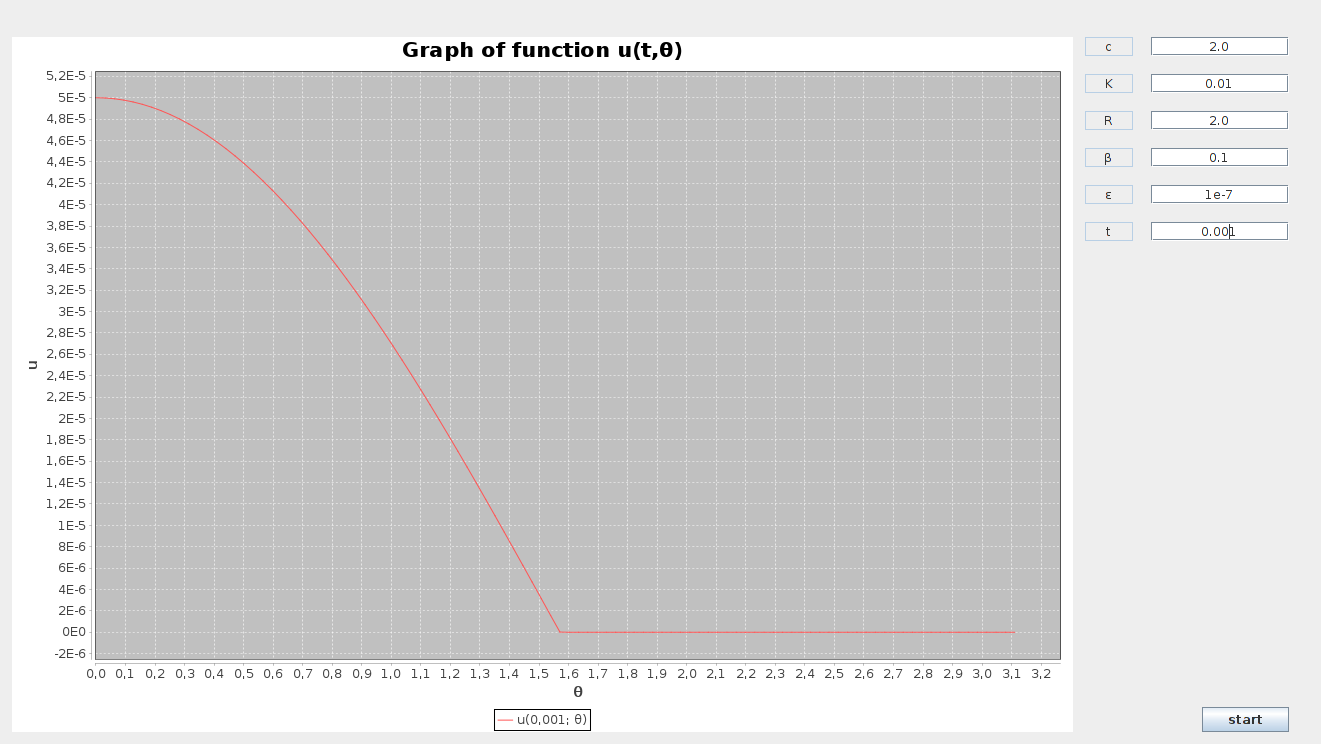 Graph of function u(t,θ)
5,2E-5
5E-5
4,8E-5
4,6E-5
4,4E-5
4,2E-5
4E-5
3,8E-5
3,6E-5
3,4E-5
3,2E-5
3E-5
2,8E-5
2,6E-5
2,4E-5
2,2E-5
2E-5
1,8E-5
1,6E-5
1,4E-5
1,2E-5
1E-5
8E-6
6E-6
4E-6
2E-6
0E0
-2E-6
u
0,0 0,1 0,2 0,3 0,4 0,5 0,6 0,7 0,8 0,9 1,0 1,1 1,2 1,3 1,4 1,5 1,6 1,7 1,8 1,9 2,0 2,1 2,2 2,3 2,4 2,5 2,6 2,7 2,8 2,9 3,0 3,1 3,2
θ
u(0,001; θ)
c 2.0
K 0.01
R 2.0
β 0.1
ε 1e-7
t 0.001
start